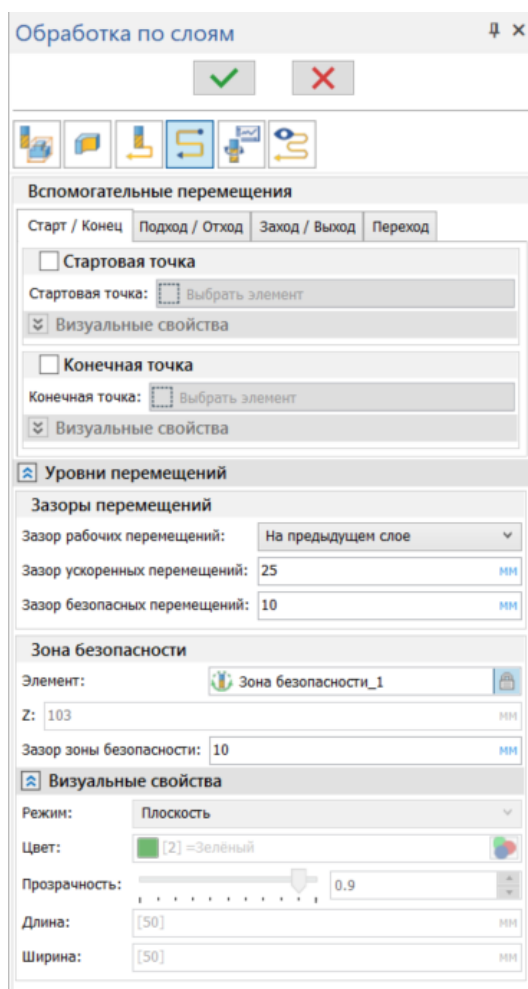 Обработка по слоям
Вспомогательные перемещения
Старт / Конец Подход / Отход Заход / Выход Переход
Стартовая точка
Стартовая точка: Выбрать элемент
Визуальные свойства
Конечная точка
Конечная точка: Выбрать элемент
Визуальные свойства
Уровни перемещений
Зазоры перемещений
Зазор рабочих перемещений: На предыдущем слое
Зазор ускоренных перемещений: 25 мм
Зазор безопасных перемещений: 10 мм
Зона безопасности
Элемент: Зона безопасности_1
Z: 103 мм
Зазор зоны безопасности: 10 мм
Визуальные свойства
Режим: Плоскость
Цвет: [2] =Зелёный
Прозрачность: 0.9
Длина: [50] мм
Ширина: [50] мм